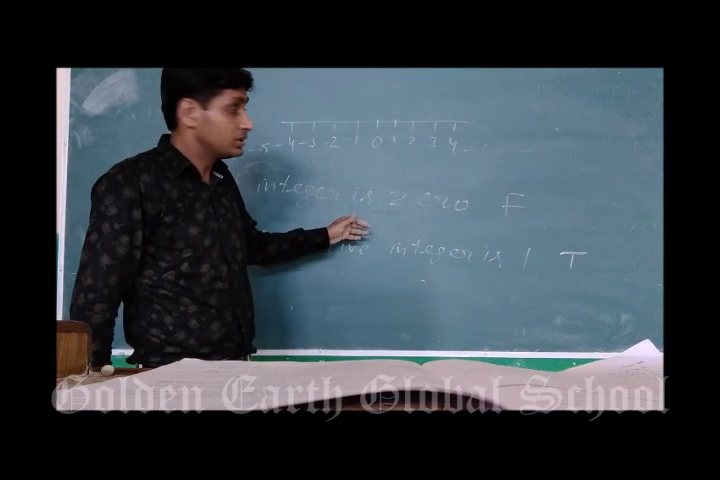 -4 -3 -2 -1 0 1 2 3 4
integer is zero F
integer is 1 T
Golden Earth Global School